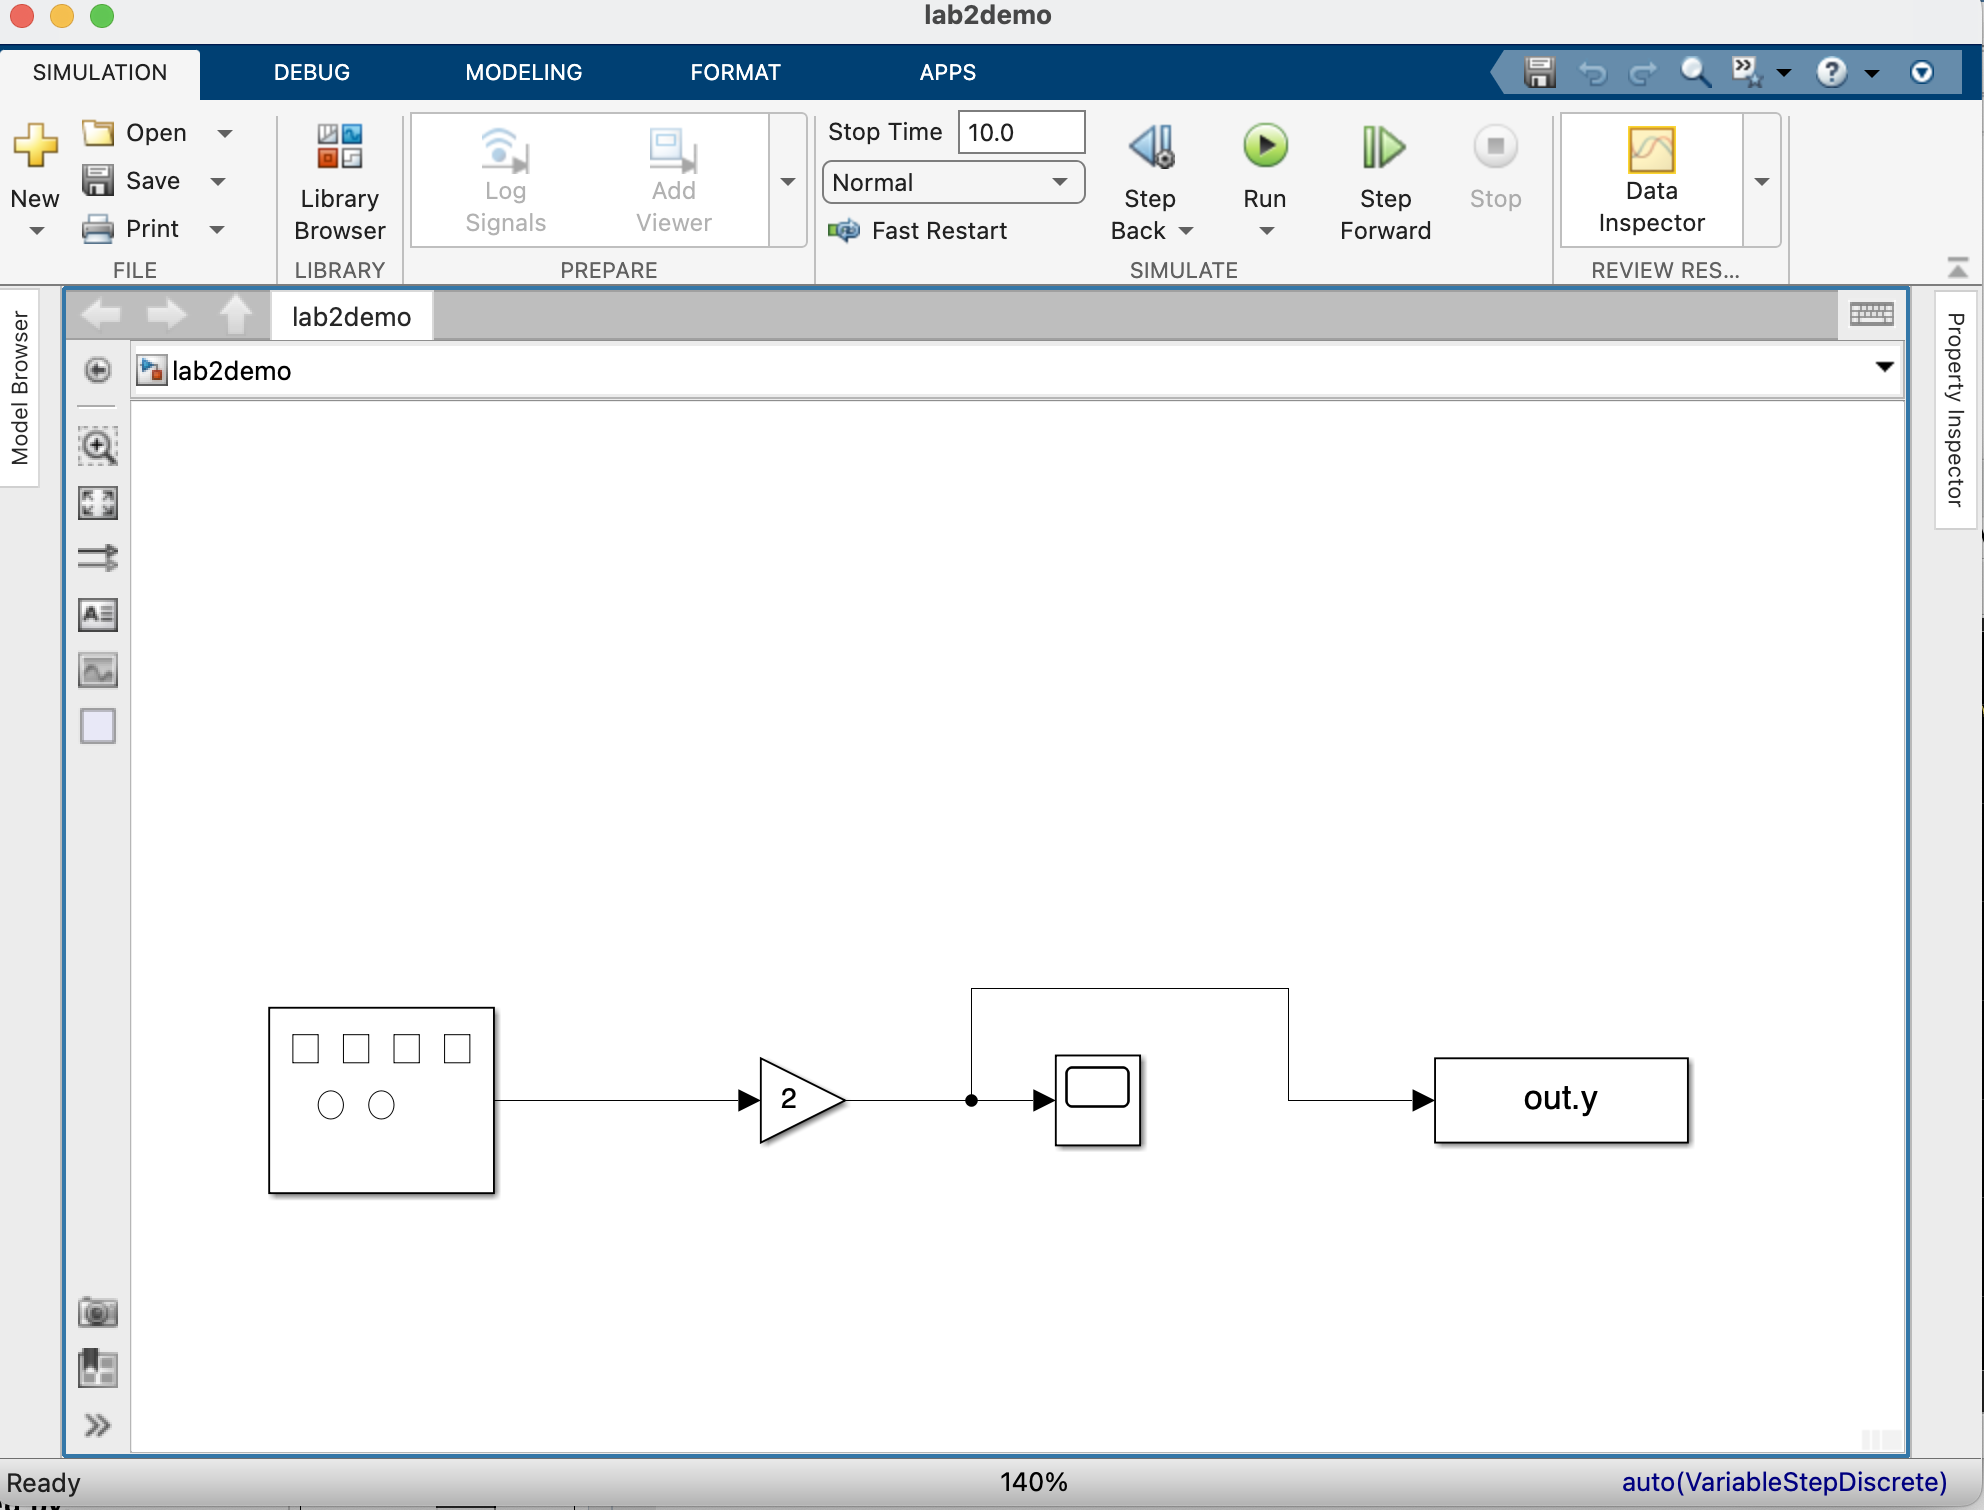 lab2demo
SIMULATION DEBUG MODELING FORMAT APPS
New
Open
Save
Print
FILE
Library
Browser
LIBRARY
Log
Signals
Add
Viewer
PREPARE
Stop Time 10.0
Normal
Fast Restart
Step
Back
Run
Step
Forward
Stop
SIMULATE
Data
Inspector
REVIEW RES...
Model Browser
lab2demo
lab2demo
Property Inspector
2
out.y
Ready 140% auto(VariableStepDiscrete)